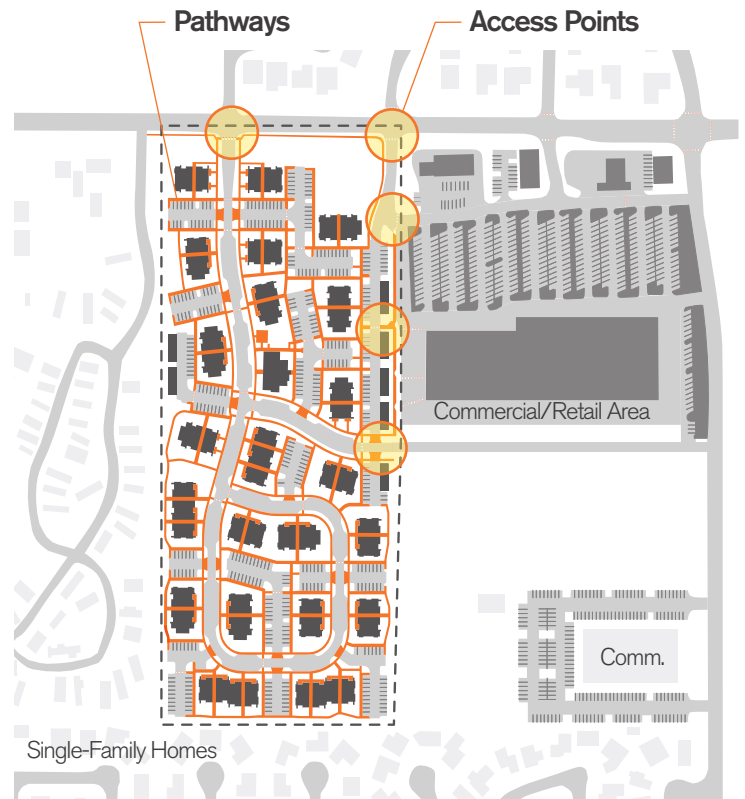 Pathways
Access Points
Commercial/Retail Area
Comm.
Single-Family Homes